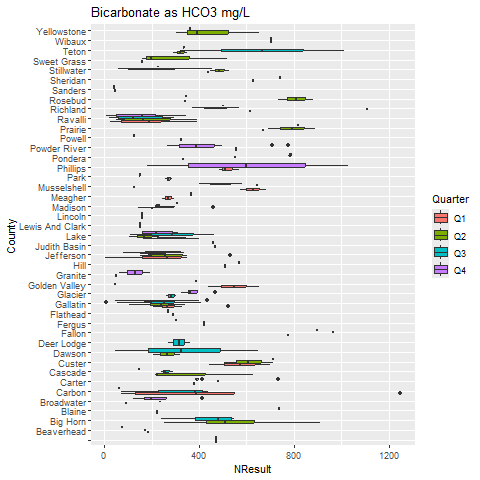 Bicarbonate as HCO3 mg/L
County
Yellowstone
Wibaux
Teton
Sweet Grass
Stillwater
Sheridan
Sanders
Rosebud
Richland
Ravalli
Prairie
Powell
Powder River
Pondera
Phillips
Park
Musselshell
Meagher
Madison
Lincoln
Lewis And Clark
Lake
Judith Basin
Jefferson
Hill
Granite
Golden Valley
Glacier
Gallatin
Flathead
Fergus
Fallon
Deer Lodge
Dawson
Custer
Cascade
Carter
Carbon
Broadwater
Blaine
Big Horn
Beaverhead
0 400 800 1200
NResult
Quarter
Q1
Q2
Q3
Q4